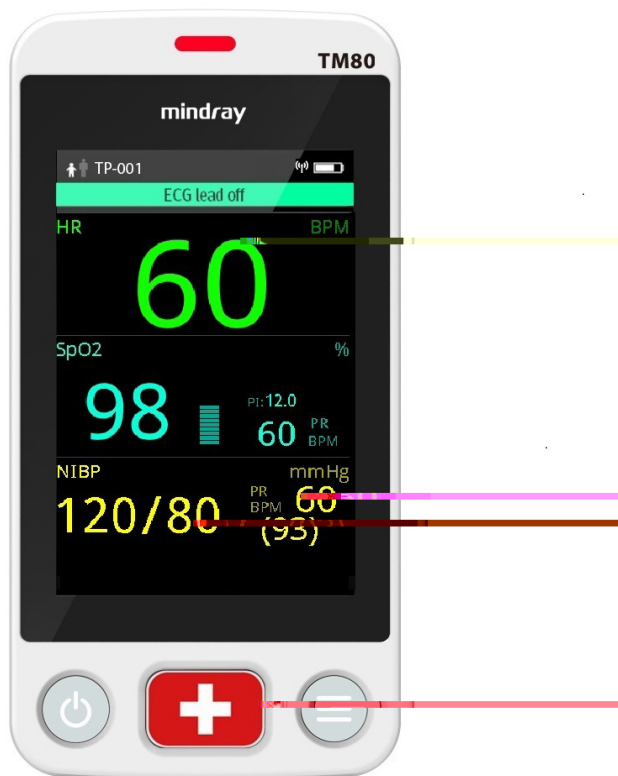 TM80
mindray
TP-001
ECG lead off
HR BPM
60
SpO2 %
98 PI:12.0
60 PR BPM
NIBP mmHg
120/80 PR BPM 60
(93)